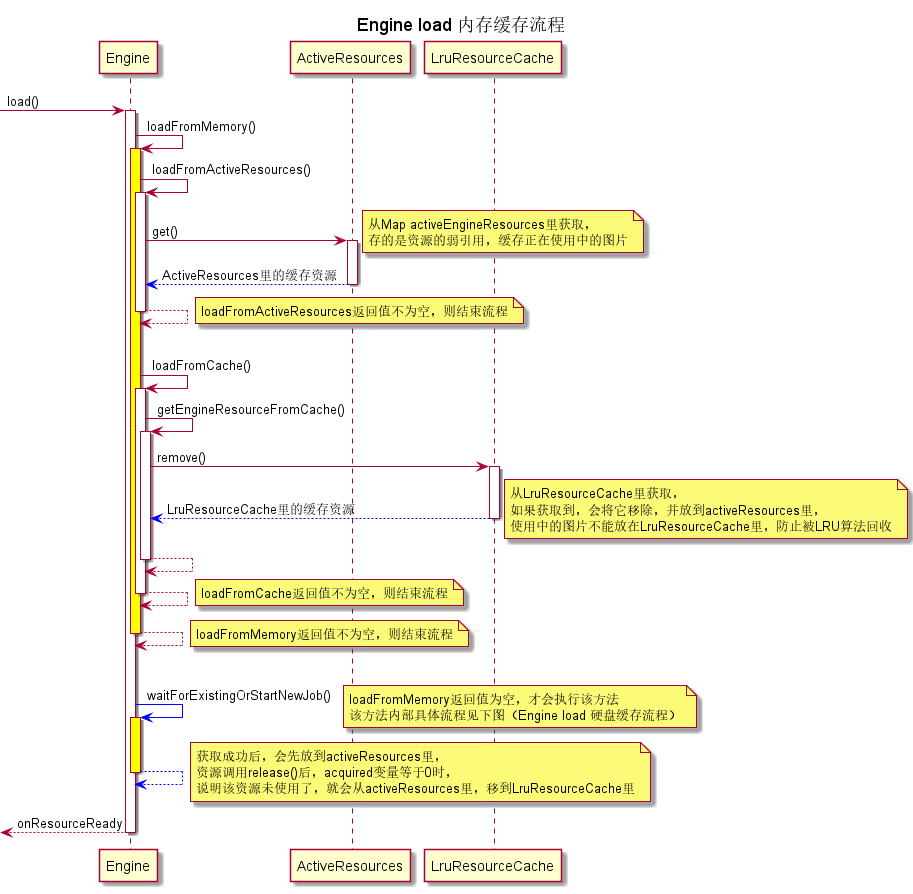 Engine load 内存缓存流程
Engine
ActiveResources
LruResourceCache
load()
loadFromMemory()
loadFromActiveResources()
get()
从Map activeEngineResources里获取，
存的是资源的弱引用，缓存正在使用中的图片
ActiveResources里的缓存资源
loadFromActiveResources返回值不为空，则结束流程
loadFromCache()
getEngineResourceFromCache()
remove()
从LruResourceCache里获取，
如果获取到，会将它移除，并放到activeResources里，
使用中的图片不能放在LruResourceCache里，防止被LRU算法回收
LruResourceCache里的缓存资源
loadFromCache返回值不为空，则结束流程
loadFromMemory返回值不为空，则结束流程
waitForExistingOrStartNewJob()
loadFromMemory返回值为空，才会执行该方法
该方法内部具体流程见下图（Engine load 硬盘缓存流程）
获取成功后，会先放到activeResources里，
资源调用release()后，acquired变量等于0时，
说明该资源未使用了，就会从activeResources里，移到LruResourceCache里
onResourceReady
Engine
ActiveResources
LruResourceCache